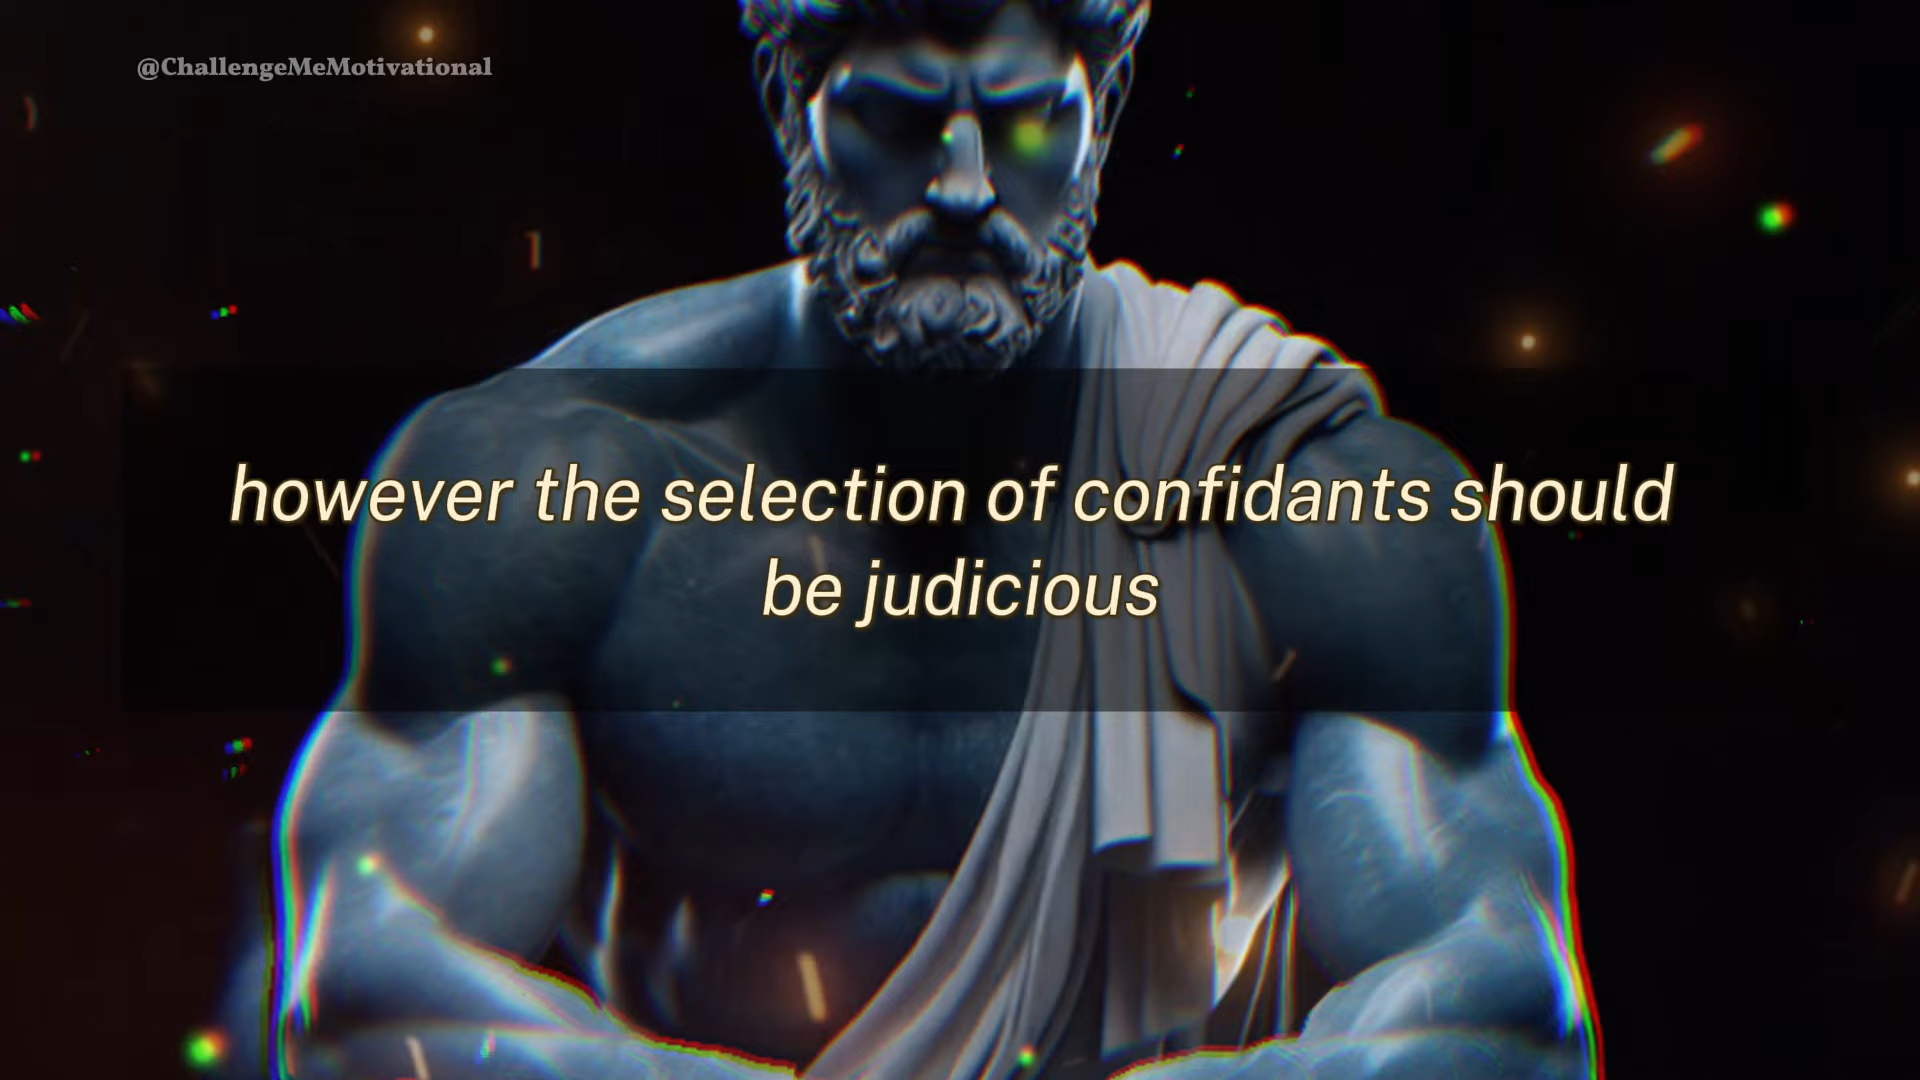 @ChallengeMeMotivational
however the selection of confidants should
be judicious